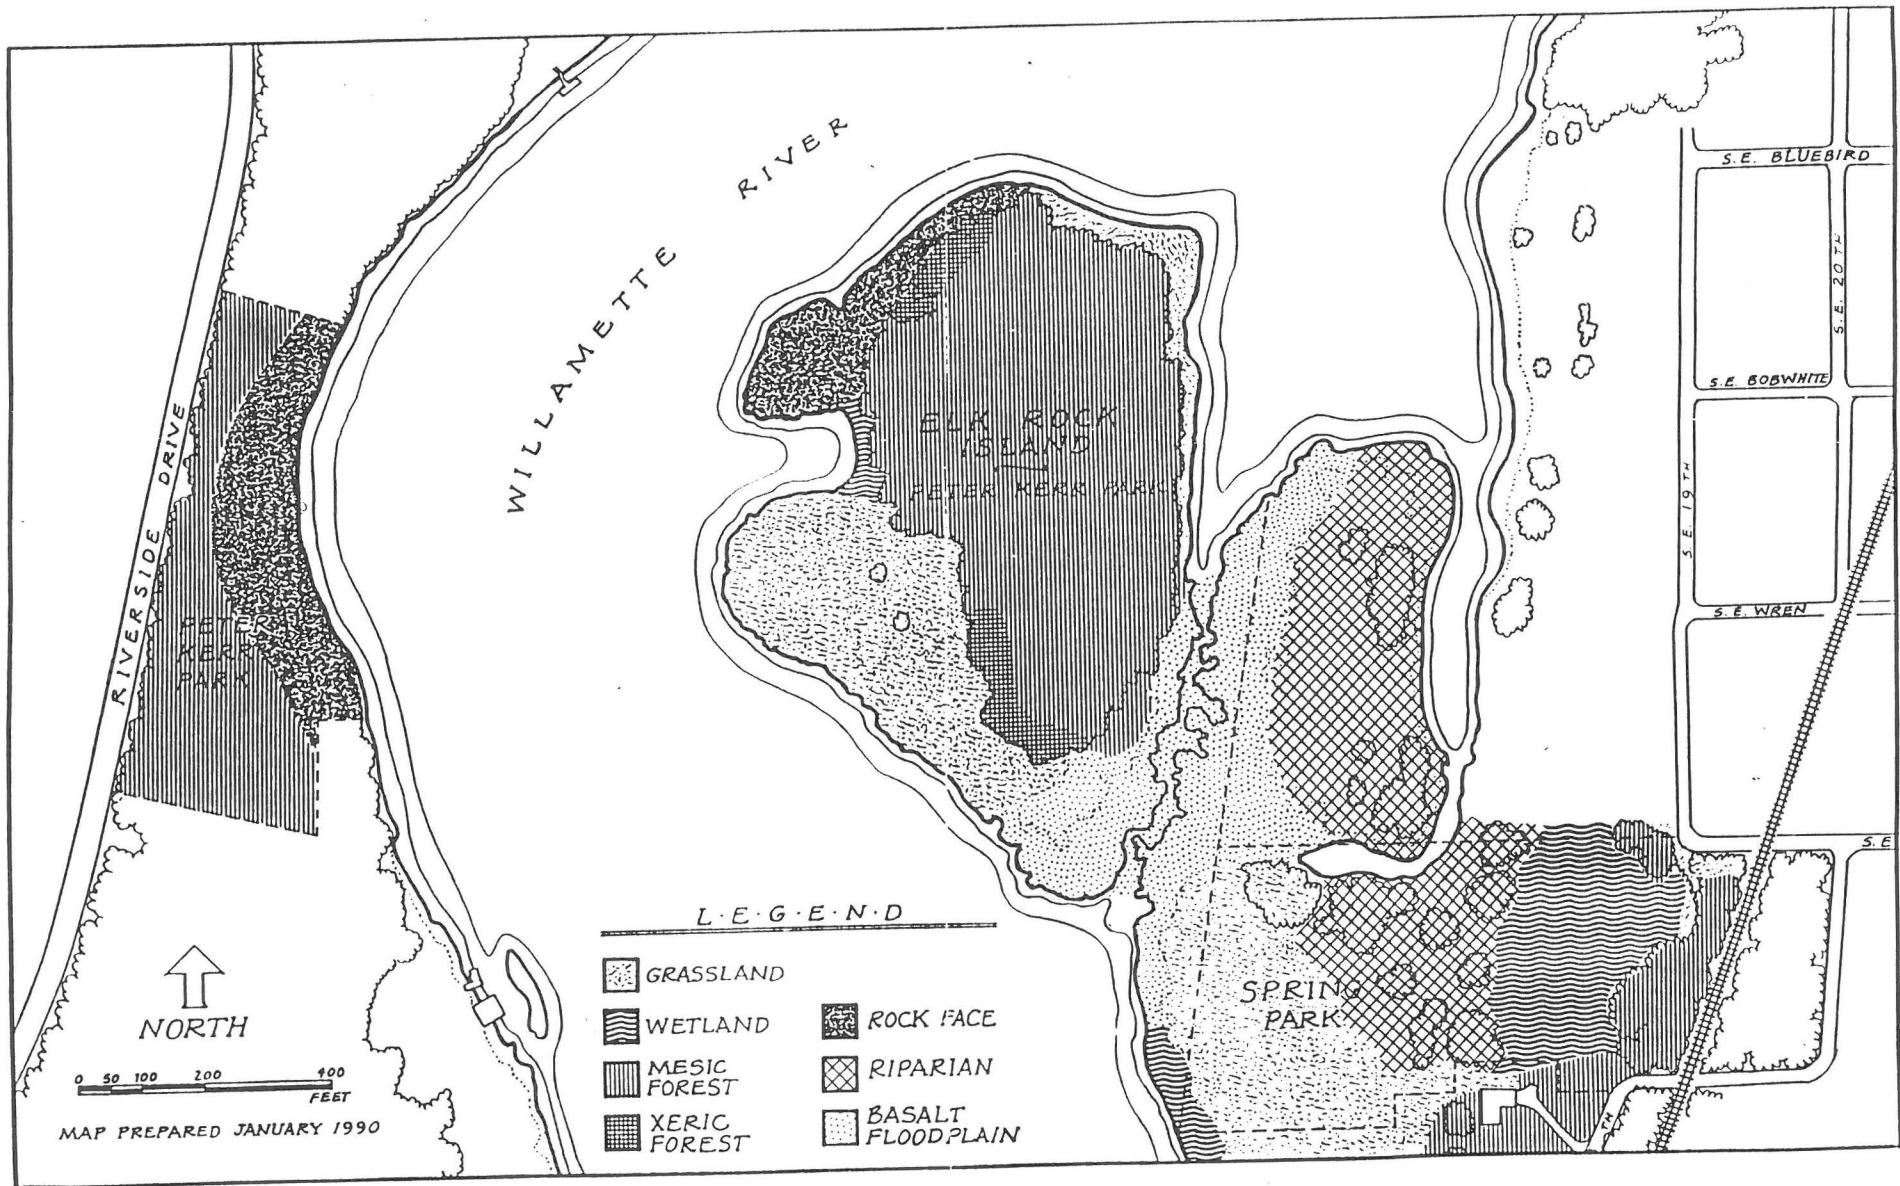 WILLAMETTE RIVER
RIVERSIDE DRIVE
PETER
KERR
PARK
ELK ROCK
ISLAND
PETER KERR PARK
S.E. BLUEBIRD
S.E. 20TH
S.E. BOBWHITE
S.E. 19TH
S.E. WREN
S.E
SPRING
PARK
TH
NORTH
0 50 100 200 400
FEET
MAP PREPARED JANUARY 1990
L·E·G·E·N·D
GRASSLAND
WETLAND
MESIC
FOREST
XERIC
FOREST
ROCK FACE
RIPARIAN
BASALT
FLOODPLAIN